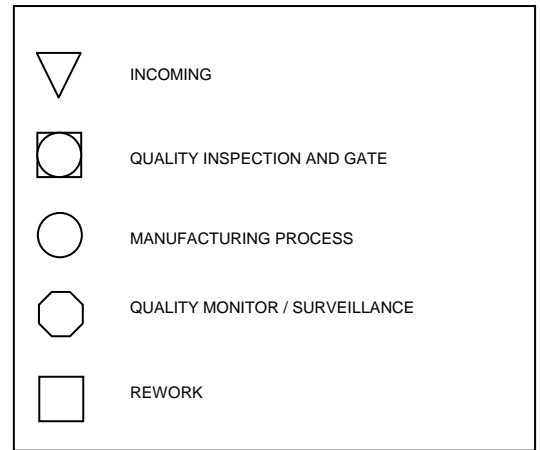 INCOMING
QUALITY INSPECTION AND GATE
MANUFACTURING PROCESS
QUALITY MONITOR / SURVEILLANCE
REWORK